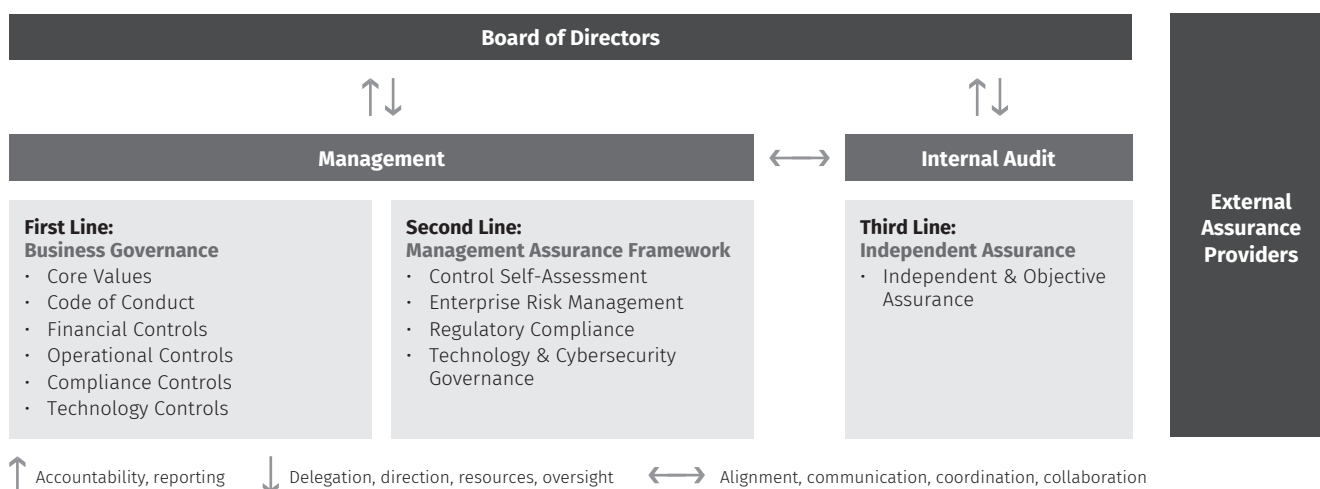 Board of Directors
Management
Internal Audit
First Line:
Business Governance
· Core Values
· Code of Conduct
· Financial Controls
· Operational Controls
· Compliance Controls
· Technology Controls
Second Line:
Management Assurance Framework
· Control Self-Assessment
· Enterprise Risk Management
· Regulatory Compliance
· Technology & Cybersecurity
Governance
Third Line:
Independent Assurance
· Independent & Objective
Assurance
External
Assurance
Providers
Accountability, reporting
Delegation, direction, resources, oversight
Alignment, communication, coordination, collaboration